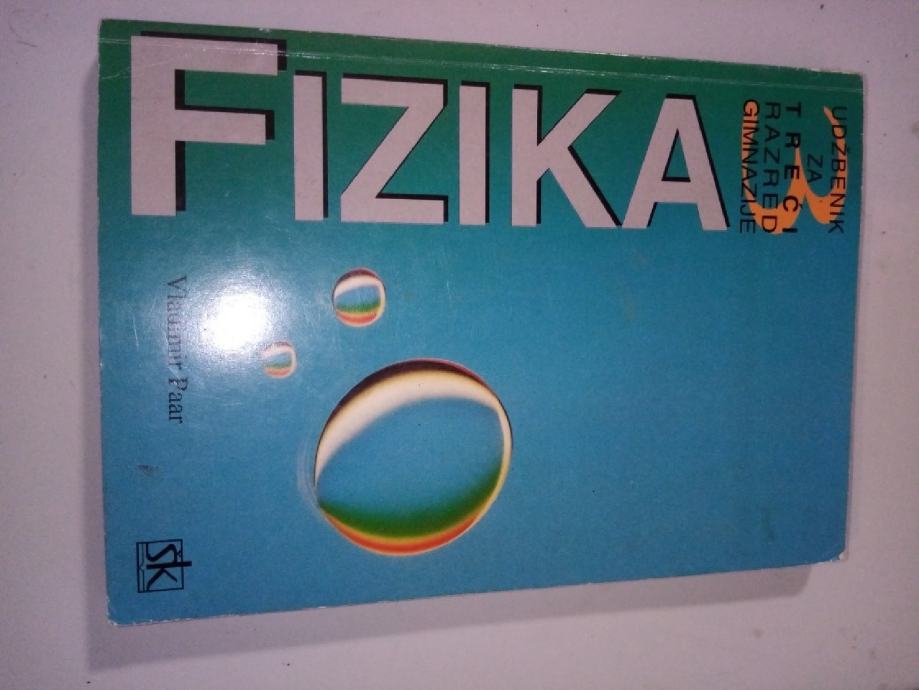 FIZIKA
3
UDŽBENIK
ZA
TREĆI
RAZRED
GIMNAZIJE
Vladimir Paar
ŠK